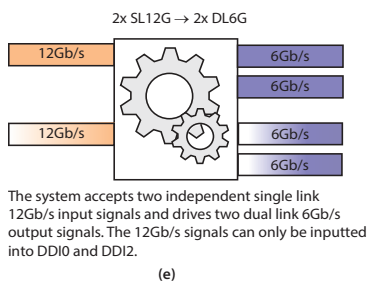 2x SL12G → 2x DL6G
12Gb/s
6Gb/s
6Gb/s
12Gb/s
6Gb/s
6Gb/s
The system accepts two independent single link
12Gb/s input signals and drives two dual link 6Gb/s
output signals. The 12Gb/s signals can only be inputted
into DDI0 and DDI2.
(e)